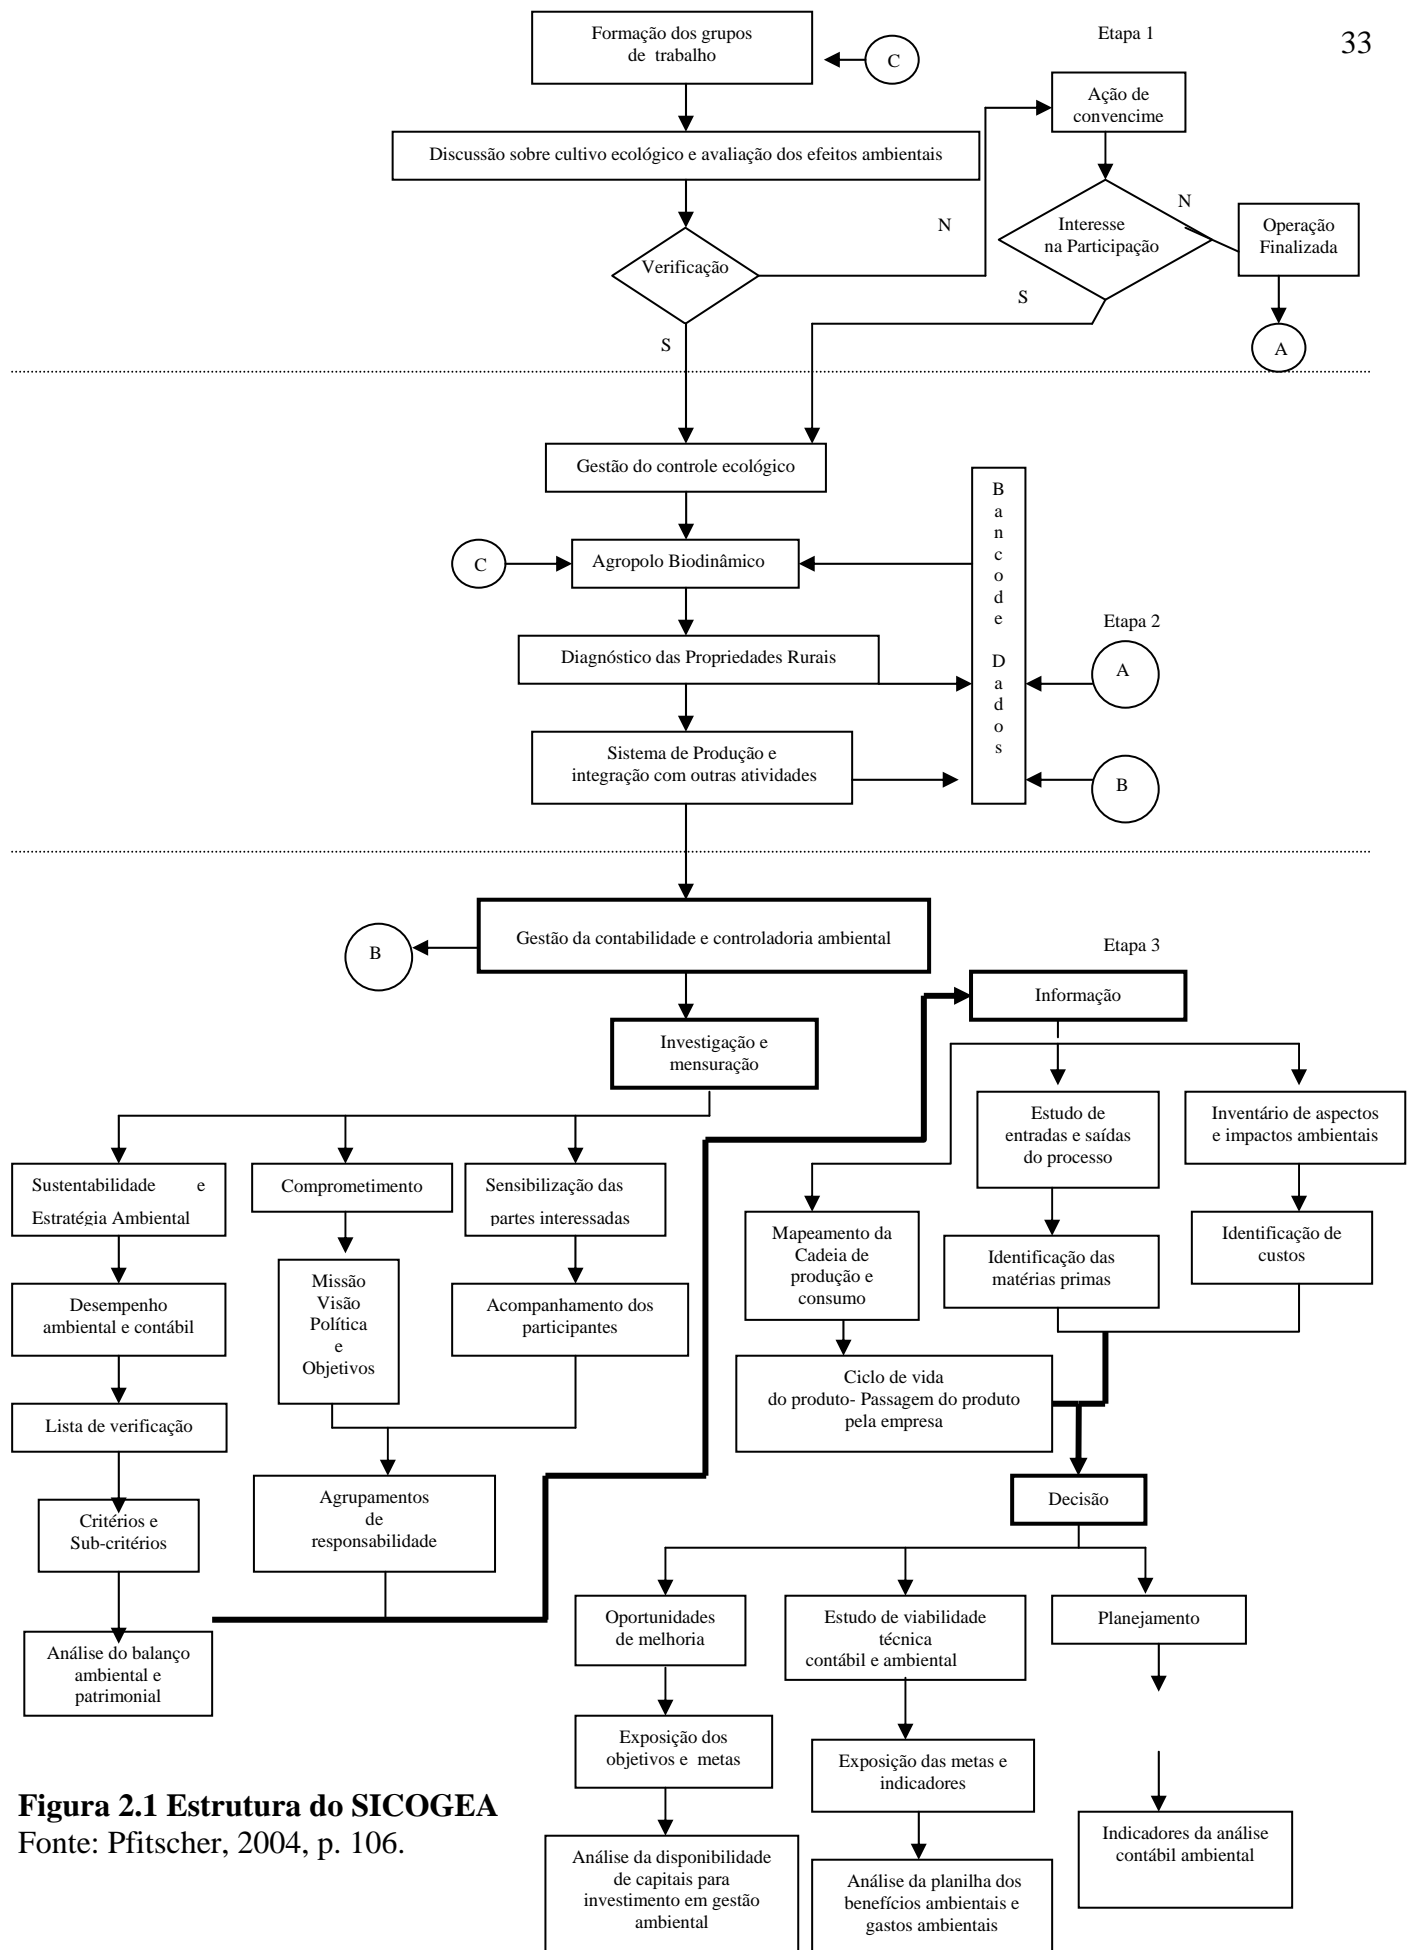 33
Etapa 1
Formação dos grupos
de trabalho
C
Ação de
convencime
Discussão sobre cultivo ecológico e avaliação dos efeitos ambientais
N
Interesse
na Participação
N
Operação
Finalizada
Verificação
S
S
A
Gestão do controle ecológico
Banco de Dados
C
Agropolo Biodinâmico
Etapa 2
Diagnóstico das Propriedades Rurais
A
Sistema de Produção e
integração com outras atividades
B
Gestão da contabilidade e controladoria ambiental
B
Etapa 3
Informação
Investigação e
mensuração
Sustentabilidade e
Estratégia Ambiental
Comprometimento
Sensibilização das
partes interessadas
Estudo de
entradas e saídas
do processo
Inventário de aspectos
e impactos ambientais
Mapeamento da
Cadeia de
produção e
consumo
Identificação das
matérias primas
Identificação de
custos
Desempenho
ambiental e contábil
Missão
Visão
Política
e
Objetivos
Acompanhamento dos
participantes
Ciclo de vida
do produto- Passagem do produto
pela empresa
Lista de verificação
Agrupamentos
de
responsabilidade
Decisão
Critérios e
Sub-critérios
Análise do balanço
ambiental e
patrimonial
Oportunidades
de melhoria
Estudo de viabilidade
técnica
contábil e ambiental
Planejamento
Exposição dos
objetivos e metas
Exposição das metas e
indicadores
Indicadores da análise
contábil ambiental
Análise da disponibilidade
de capitais para
investimento em gestão
ambiental
Análise da planilha dos
benefícios ambientais e
gastos ambientais
Figura 2.1 Estrutura do SICOGEA
Fonte: Pfitscher, 2004, p. 106.